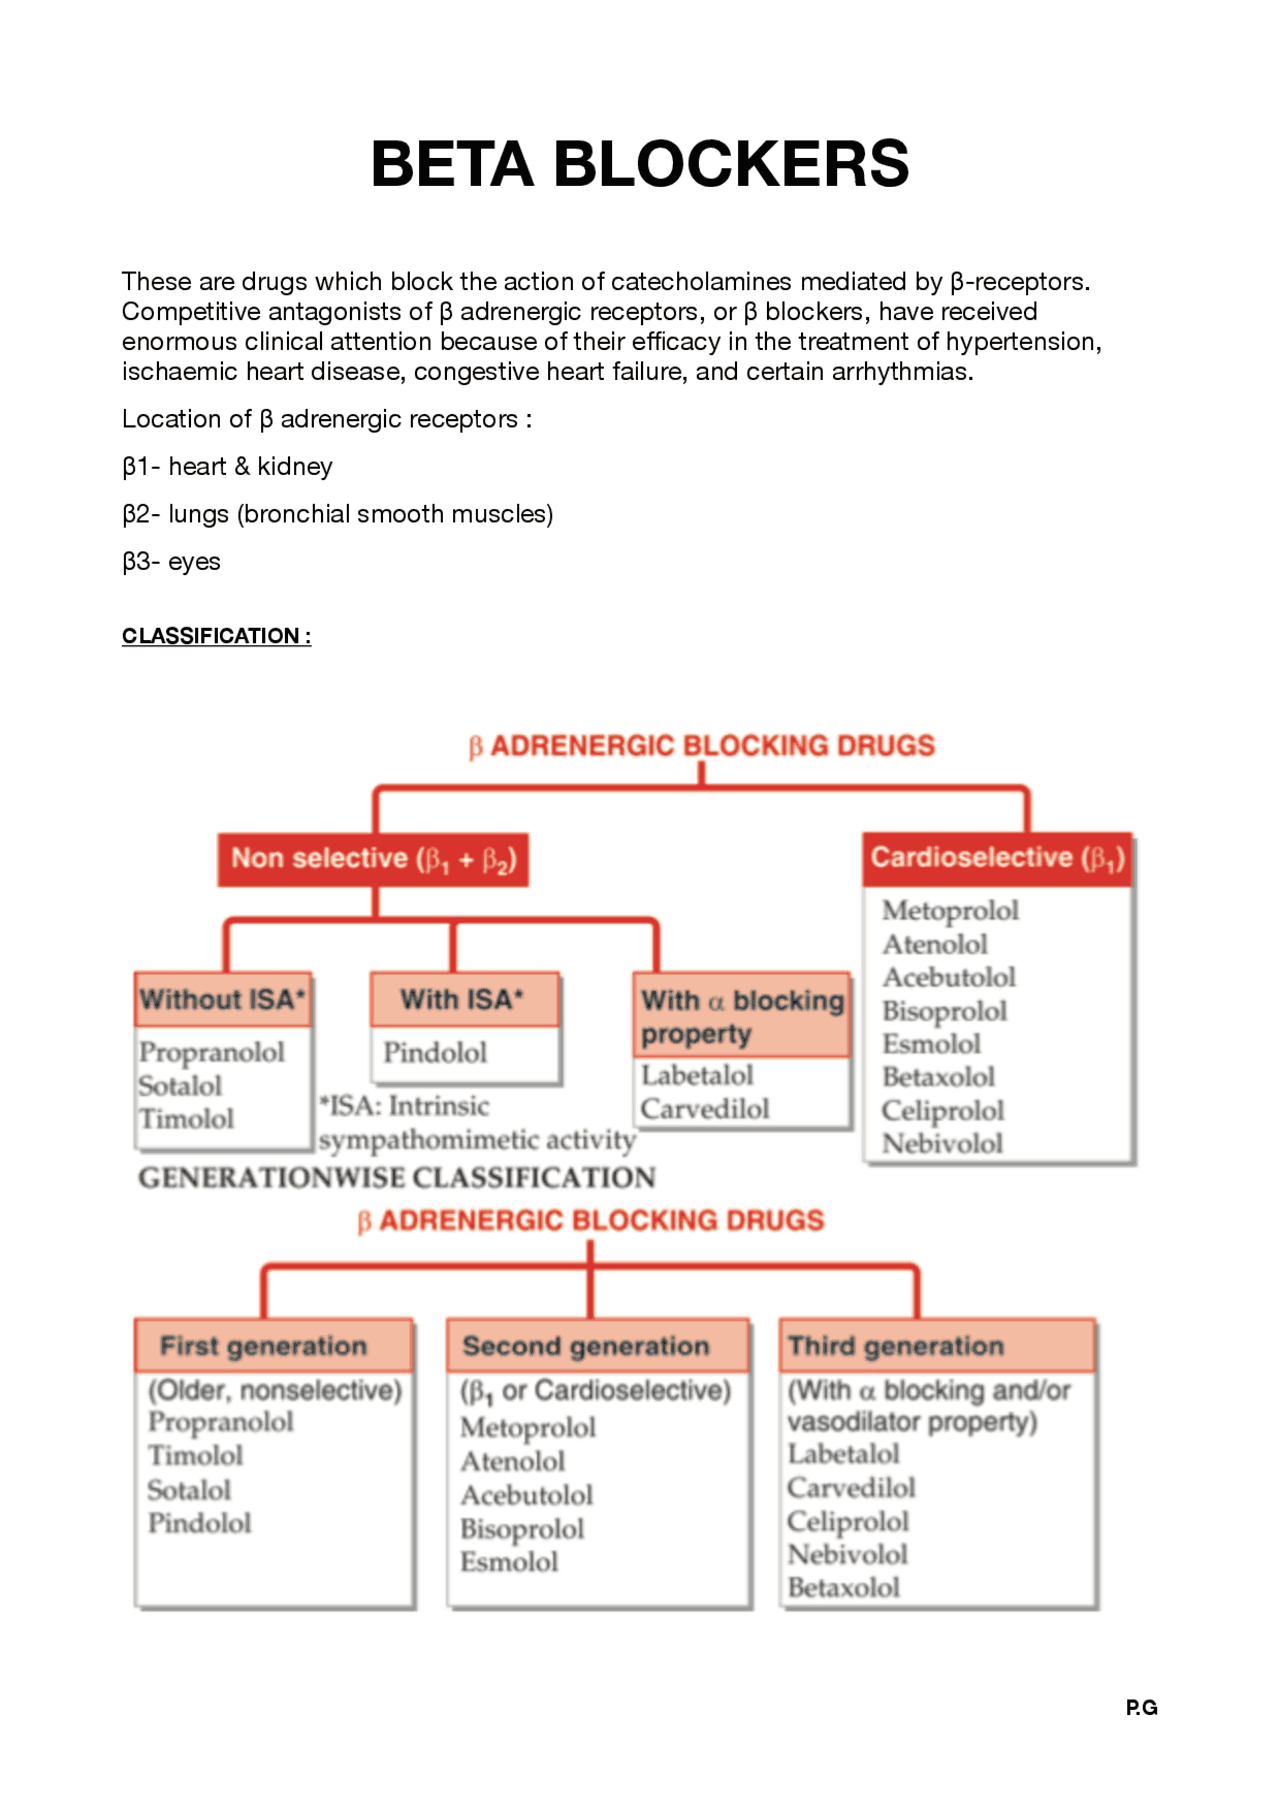 BETA BLOCKERS
These are drugs which block the action of catecholamines mediated by β-receptors.
Competitive antagonists of β adrenergic receptors, or β blockers, have received
enormous clinical attention because of their efficacy in the treatment of hypertension,
ischaemic heart disease, congestive heart failure, and certain arrhythmias.
Location of β adrenergic receptors :
β1- heart & kidney
β2- lungs (bronchial smooth muscles)
β3- eyes
CLASSIFICATION :
β ADRENERGIC BLOCKING DRUGS
Non selective (β₁ + β₂)
Without ISA*
Propranolol
Sotalol
Timolol
With ISA*
Pindolol
*ISA: Intrinsic
sympathomimetic activity
With α blocking
property
Labetalol
Carvedilol
Cardioselective (β₁)
Metoprolol
Atenolol
Acebutolol
Bisoprolol
Esmolol
Betaxolol
Celiprolol
Nebivolol
GENERATIONWISE CLASSIFICATION
β ADRENERGIC BLOCKING DRUGS
First generation
(Older, nonselective)
Propranolol
Timolol
Sotalol
Pindolol
Second generation
(β₁ or Cardioselective)
Metoprolol
Atenolol
Acebutolol
Bisoprolol
Esmolol
Third generation
(With α blocking and/or
vasodilator property)
Labetalol
Carvedilol
Celiprolol
Nebivolol
Betaxolol
P.G